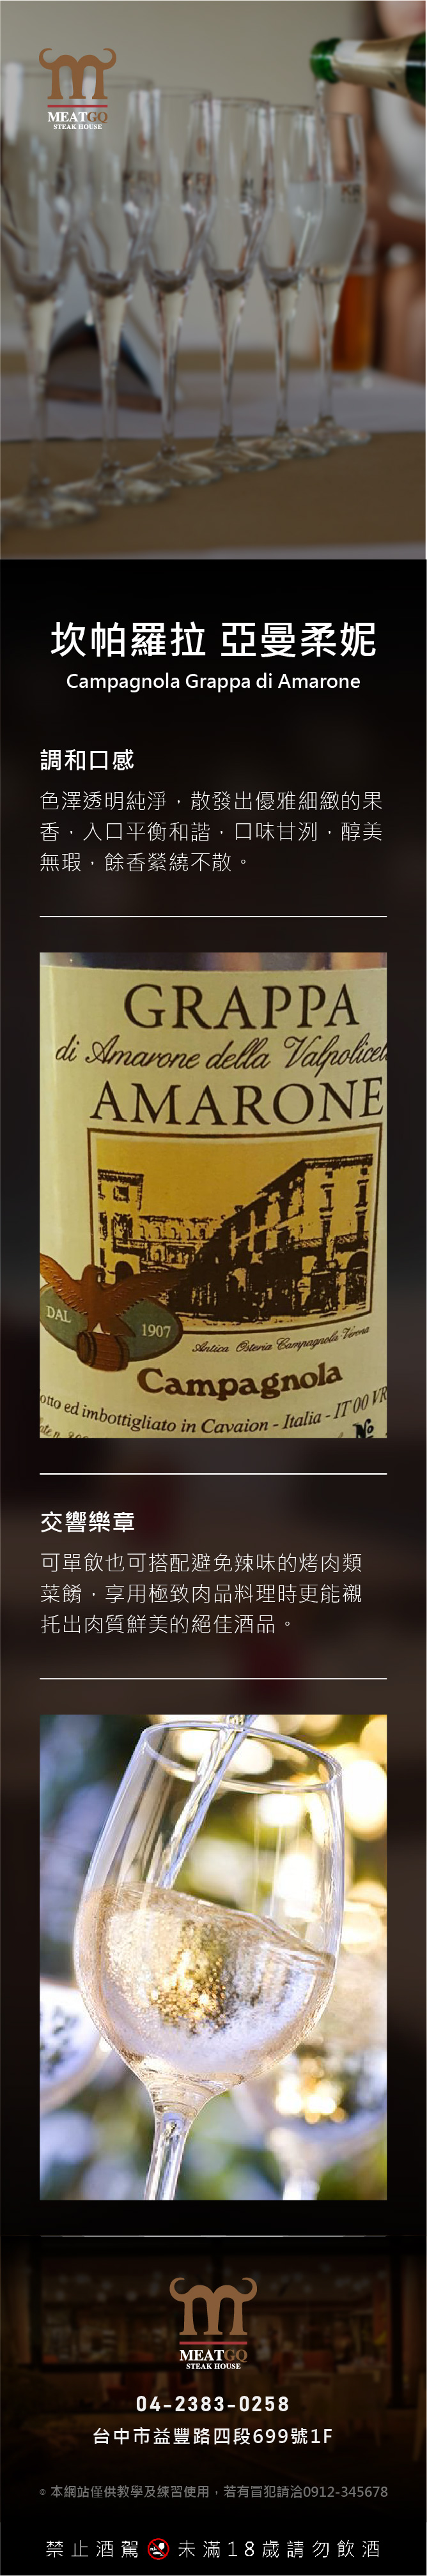 MEATGQ
STEAK HOUSE
坎帕羅拉 亞曼柔妮
Campagnola Grappa di Amarone
調和口感
色澤透明純淨，散發出優雅細緻的果
香，入口平衡和諧，口味甘洌，醇美
無瑕，餘香縈繞不散。
GRAPPA
di Amarone della Valpolicel
AMARONE
DAL
1907
Antica Osteria Campagnola Verona
Campagnola
otto ed imbottigliato in Cavaion - Italia - IT 00 VR
No
交響樂章
可單飲也可搭配避免辣味的烤肉類
菜餚，享用極致肉品料理時更能襯
托出肉質鮮美的絕佳酒品。
MEATGQ
STEAK HOUSE
04-2383-0258
台中市益豐路四段699號1F
© 本網站僅供教學及練習使用，若有冒犯請洽0912-345678
禁止酒駕 未滿18歲請勿飲酒